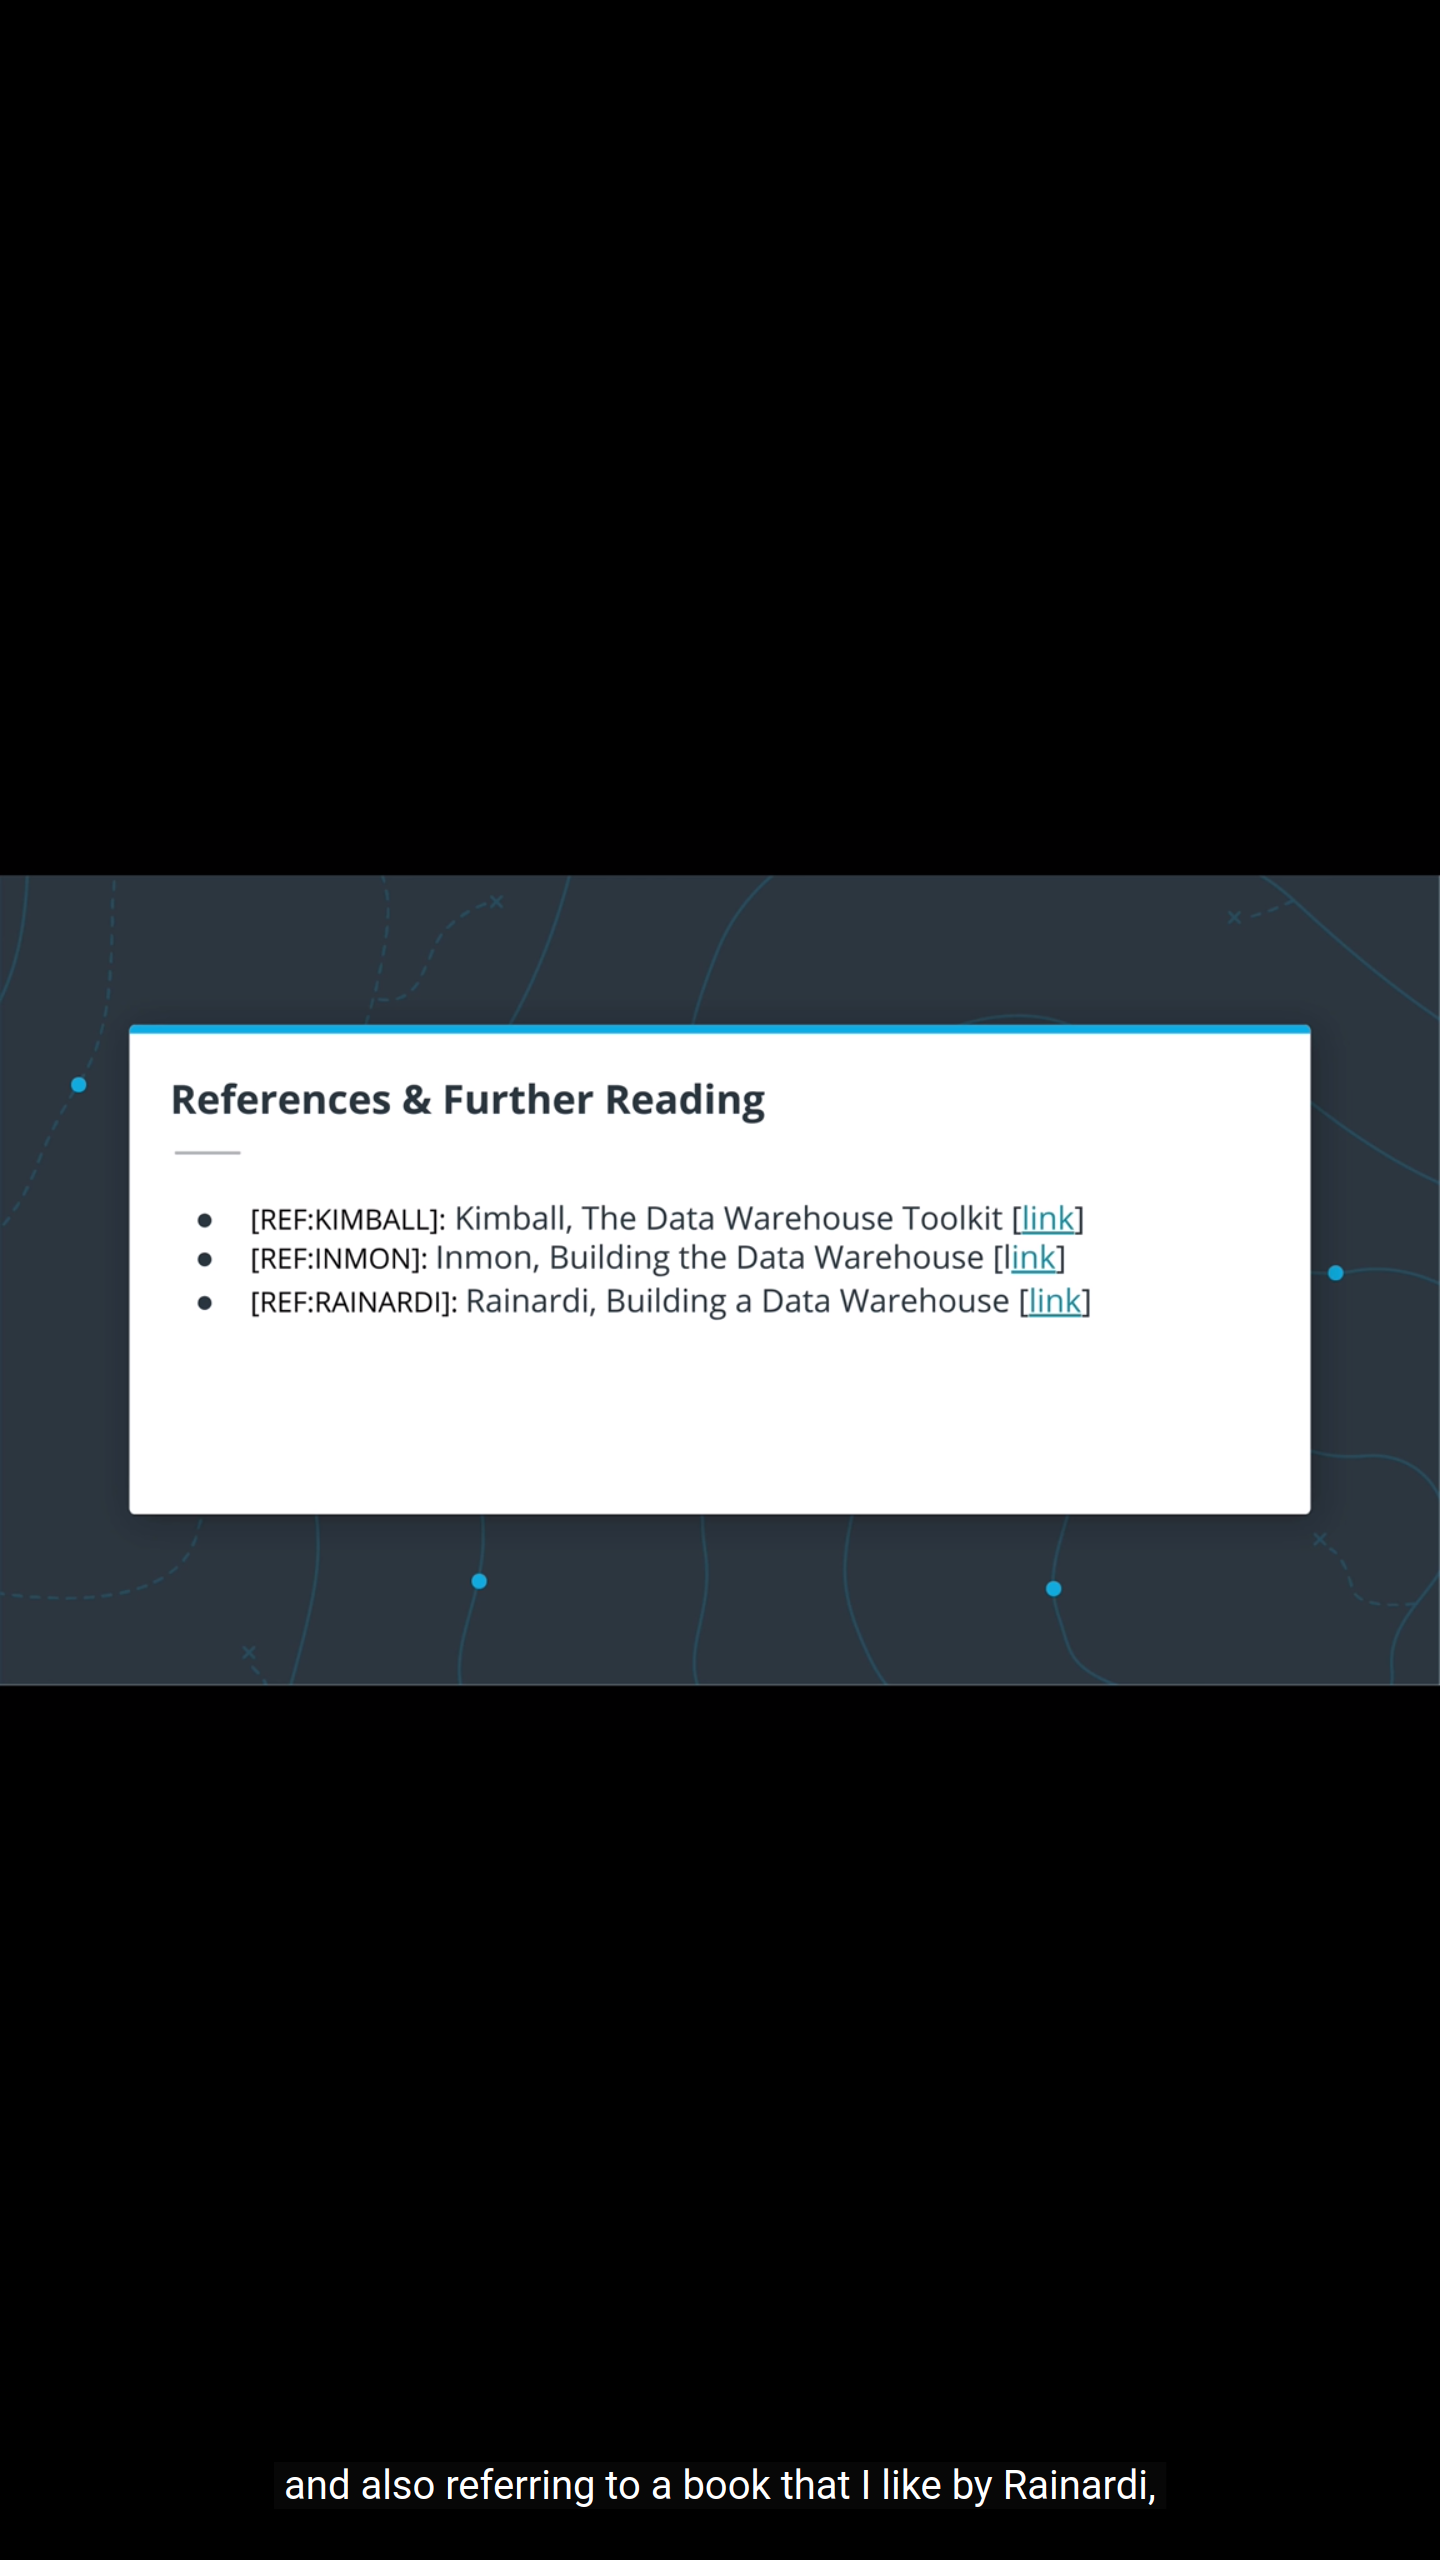 References & Further Reading
● [REF:KIMBALL]: Kimball, The Data Warehouse Toolkit [link]
● [REF:INMON]: Inmon, Building the Data Warehouse [link]
● [REF:RAINARDI]: Rainardi, Building a Data Warehouse [link]
and also referring to a book that I like by Rainardi,